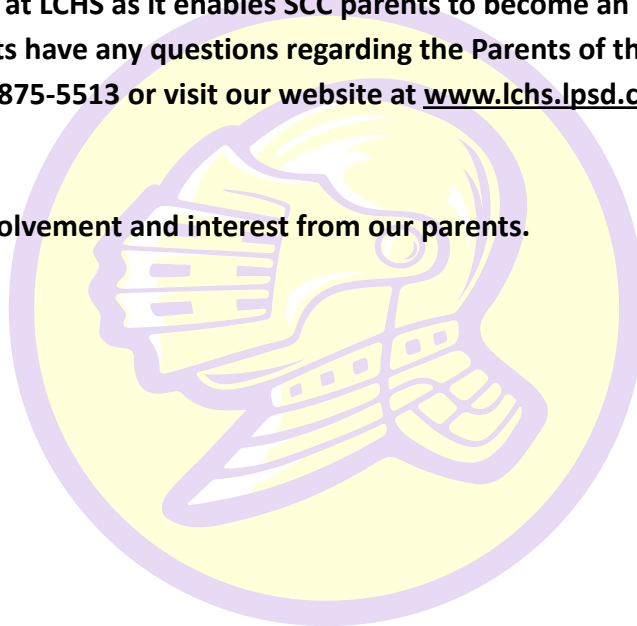 at LCHS as it enables SCC parents to become an
ts have any questions regarding the Parents of th
875-5513 or visit our website at www.lchs.lpsd.c
olvement and interest from our parents.